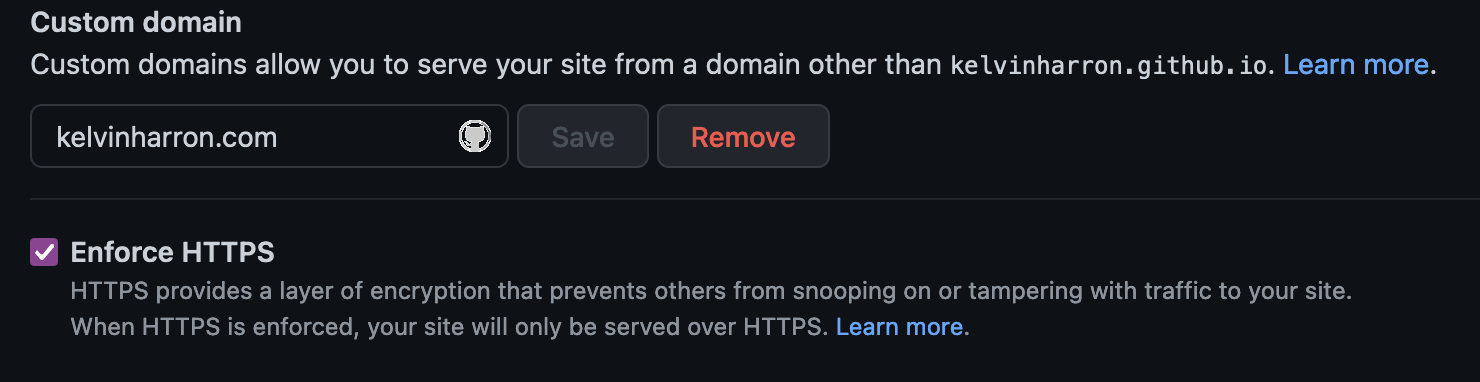 Custom domain
Custom domains allow you to serve your site from a domain other than kelvinharron.github.io. Learn more.
kelvinharron.com Save Remove
Enforce HTTPS
HTTPS provides a layer of encryption that prevents others from snooping on or tampering with traffic to your site.
When HTTPS is enforced, your site will only be served over HTTPS. Learn more.